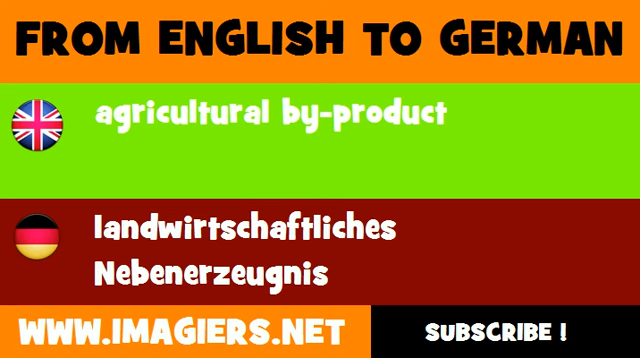 FROM ENGLISH TO GERMAN
agricultural by-product
landwirtschaftliches
Nebenerzeugnis
WWW.IMAGIERS.NET
SUBSCRIBE !